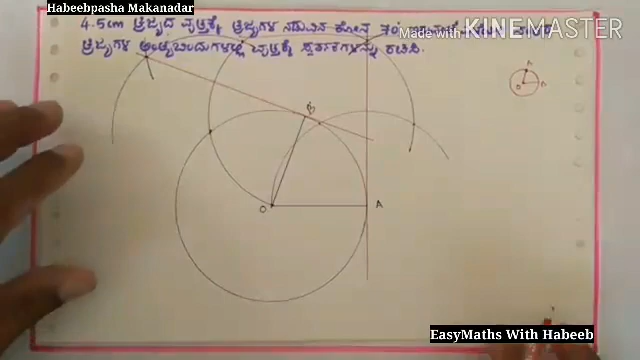 Habeebpasha Makanadar
Made with KINEMASTER
4.5cm ತ್ರಿಜ್ಯದ ವೃತ್ತಕ್ಕೆ ತ್ರಿಜ್ಯಗಳ ನಡುವಿನ ಕೋನ 70°
ತ್ರಿಜ್ಯಗಳ ಅಂತ್ಯಬಿಂದುಗಳಲ್ಲಿ ವೃತ್ತಕ್ಕೆ ಸ್ಪರ್ಶಕಗಳನ್ನು ರಚಿಸಿ.
B
O
A
EasyMaths With Habeeb